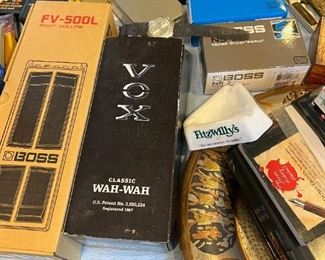 FV-500L
FOOT VOLUME
BOSS
VOX
CLASSIC
WAH-WAH
U.S. Patent No. 3,530,224
Registered 1967
BOSS
Noise Suppressor
Fitzwilly's